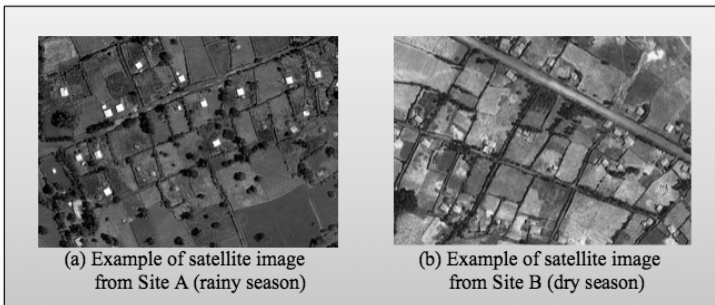 (a) Example of satellite image
from Site A (rainy season)
(b) Example of satellite image
from Site B (dry season)